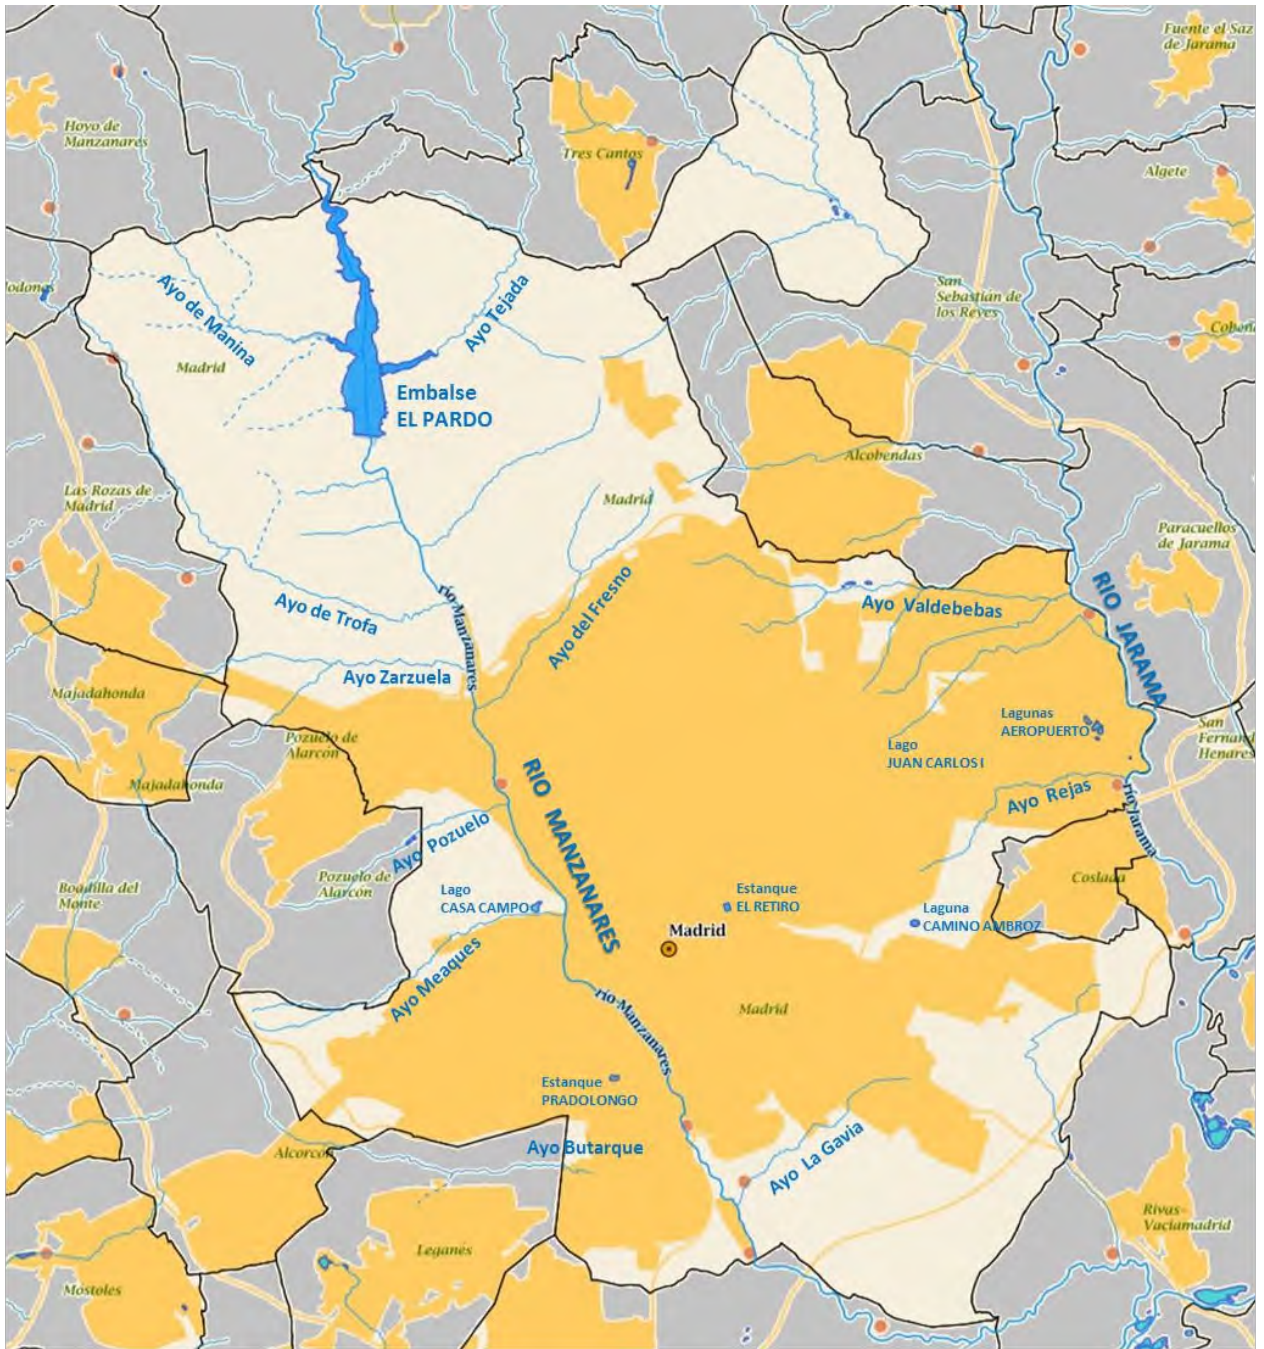 Fuente el Saz
de Jarama
Hoyo de
Manzanares
Tres Cantos
Algete
San
Sebastián de
los Reyes
Ayo de Manina
Ayo Tejada
Madrid
Embalse
EL PARDO
Alcobendas
Las Rozas de
Madrid
Madrid
Paracuellos
de Jarama
río Manzanares
Ayo del Fresno
Ayo de Trofa
Ayo Valdebebas
RIO JARAMA
Ayo Zarzuela
Majadahonda
Pozuelo de
Alarcón
Lagunas
AEROPUERTO
San
Fernand
Henares
Lago
JUAN CARLOS I
Majadahonda
RIO MANZANARES
Ayo Rejas
río Jarama
Ayo Pozuelo
Pozuelo de
Alarcón
Boadilla del
Monte
Coslada
Lago
CASA CAMPO
Estanque
EL RETIRO
Laguna
CAMINO AMBROZ
Madrid
Ayo Meaques
río Manzanares
Madrid
Estanque
PRADOLONGO
Ayo Butarque
Alcorcón
Ayo La Gavia
Rivas-
Vaciamadrid
Leganés
Mostoles